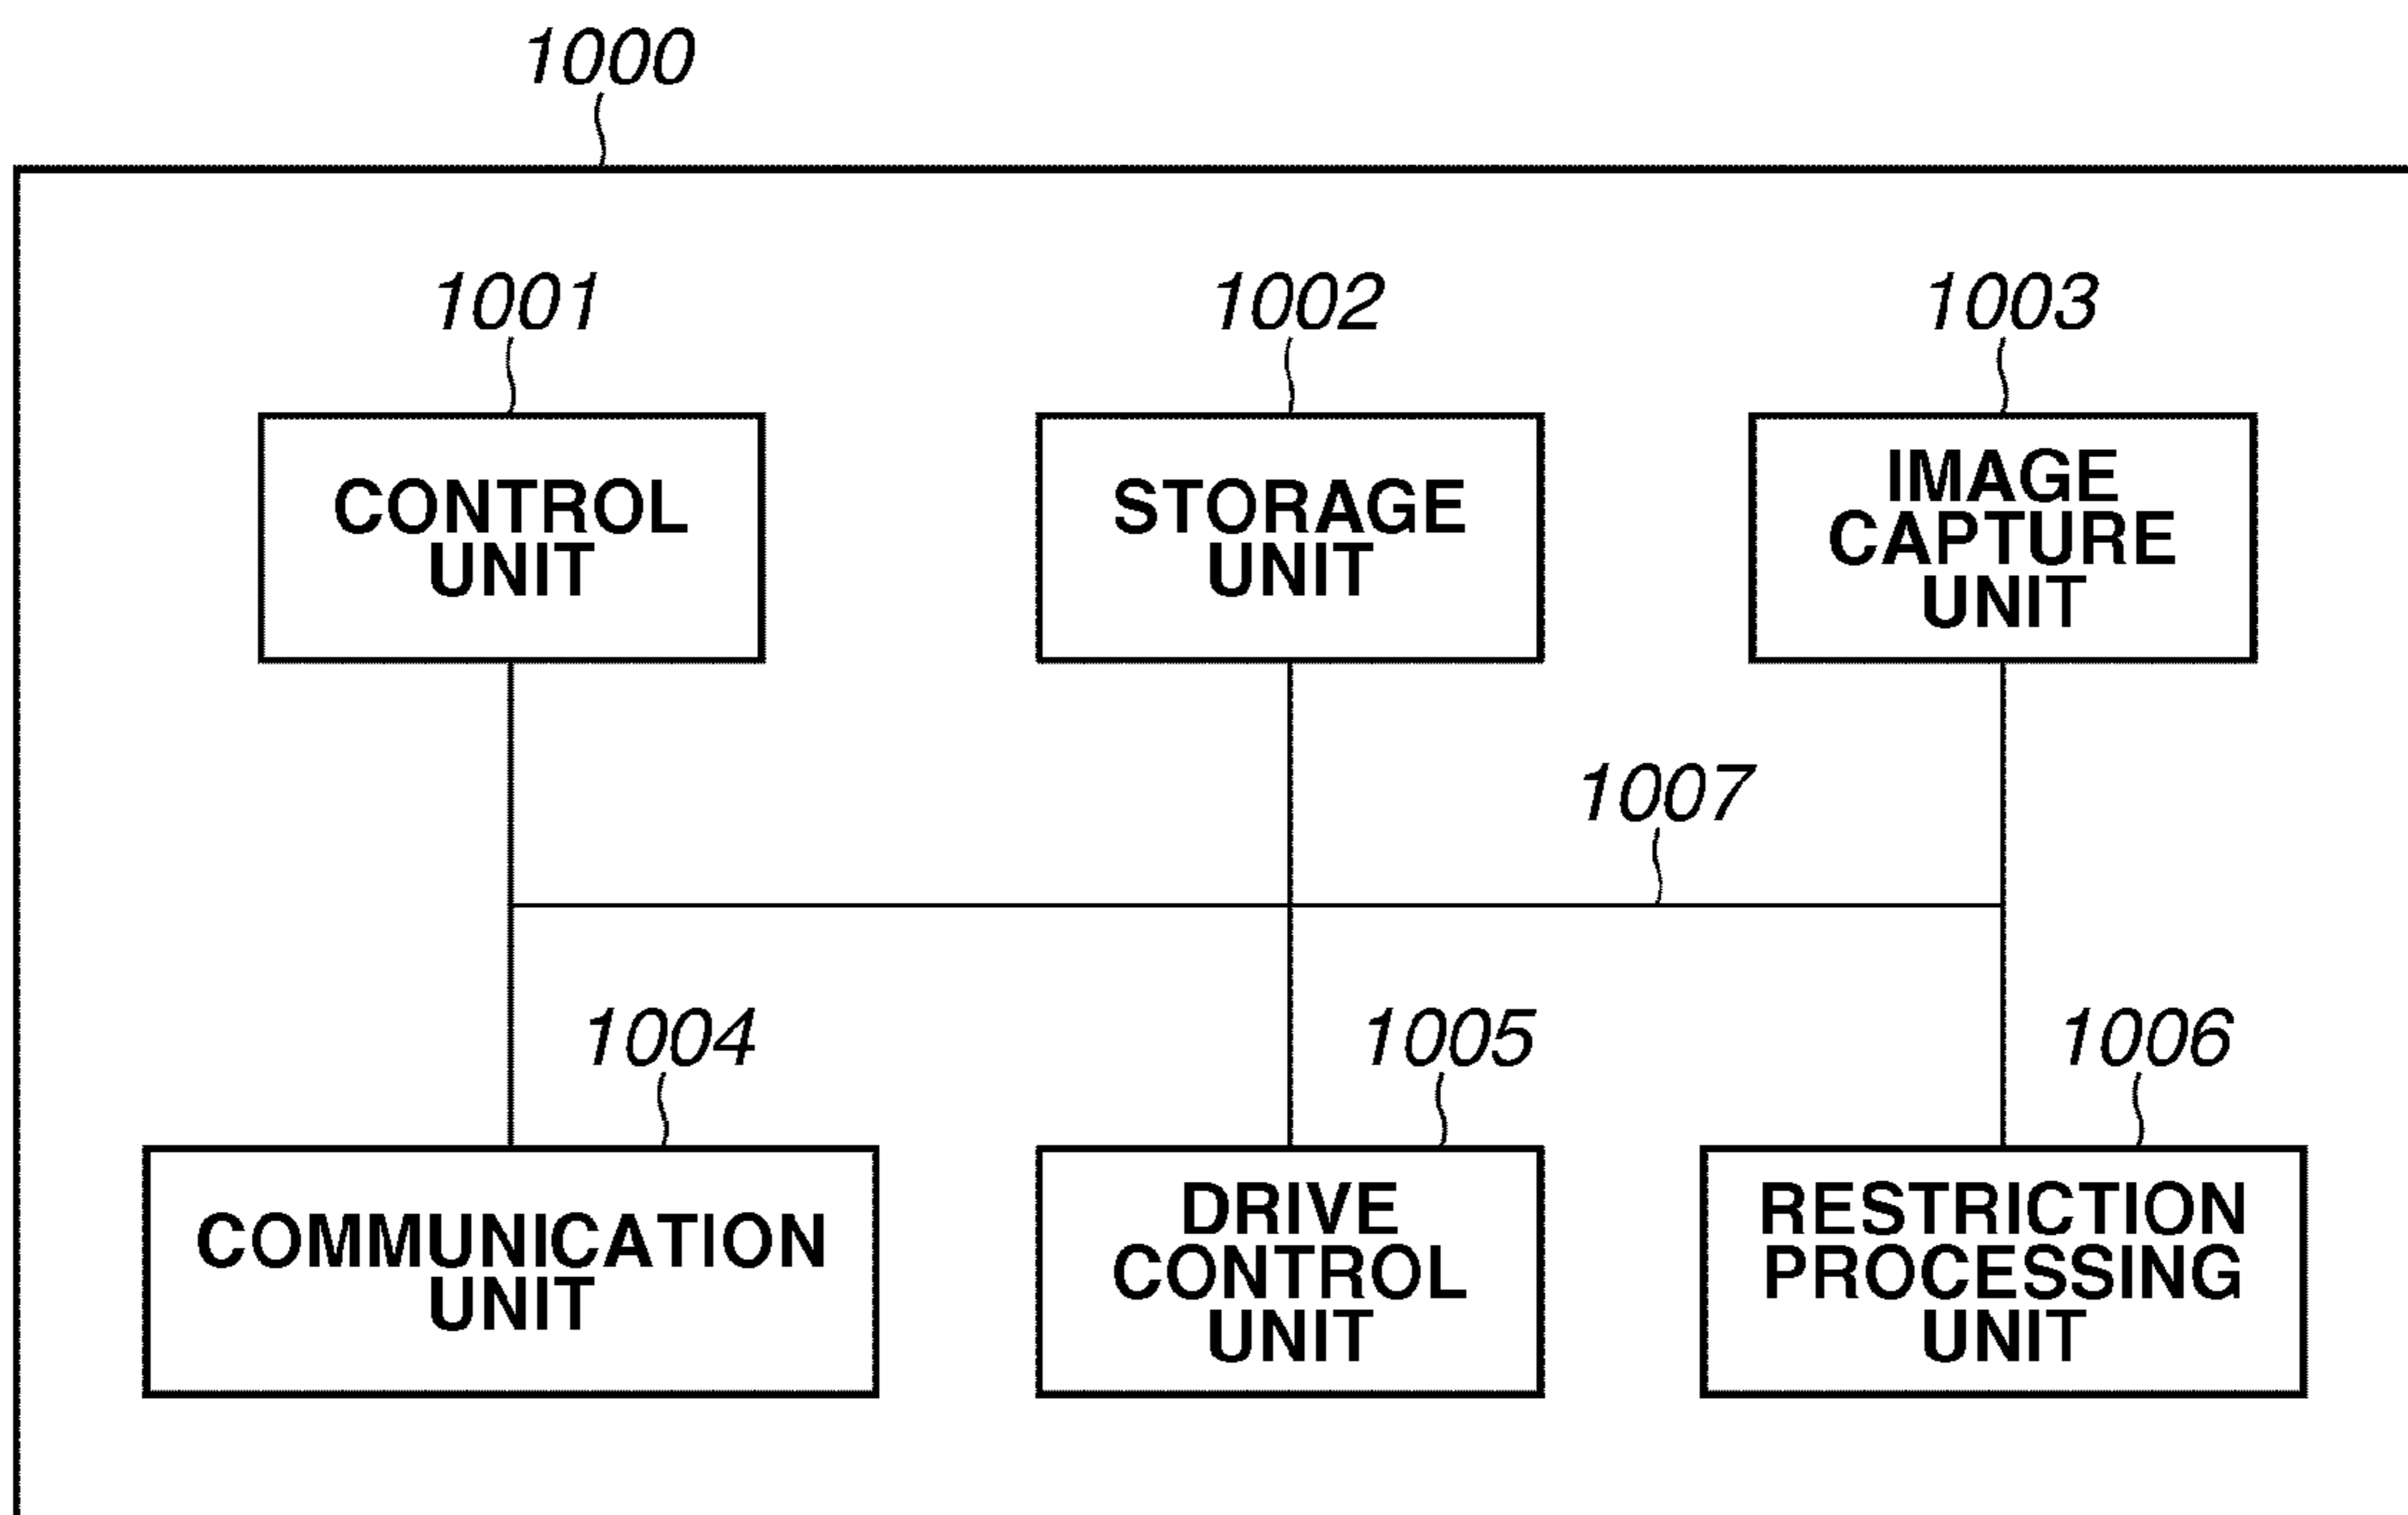 1000
1001
1002
1003
CONTROL
UNIT
STORAGE
UNIT
IMAGE
CAPTURE
UNIT
1007
1004
1005
1006
COMMUNICATION
UNIT
DRIVE
CONTROL
UNIT
RESTRICTION
PROCESSING
UNIT